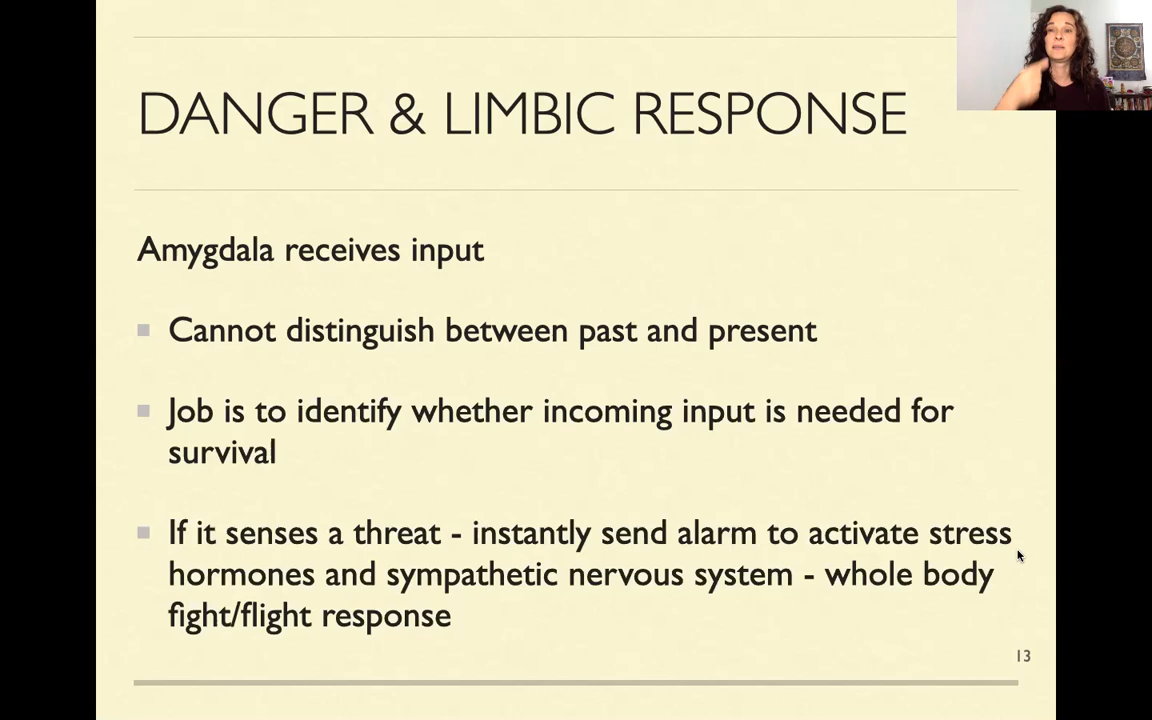 DANGER & LIMBIC RESPONSE
Amygdala receives input
Cannot distinguish between past and present
Job is to identify whether incoming input is needed for
survival
If it senses a threat - instantly send alarm to activate stress
hormones and sympathetic nervous system - whole body
fight/flight response
13